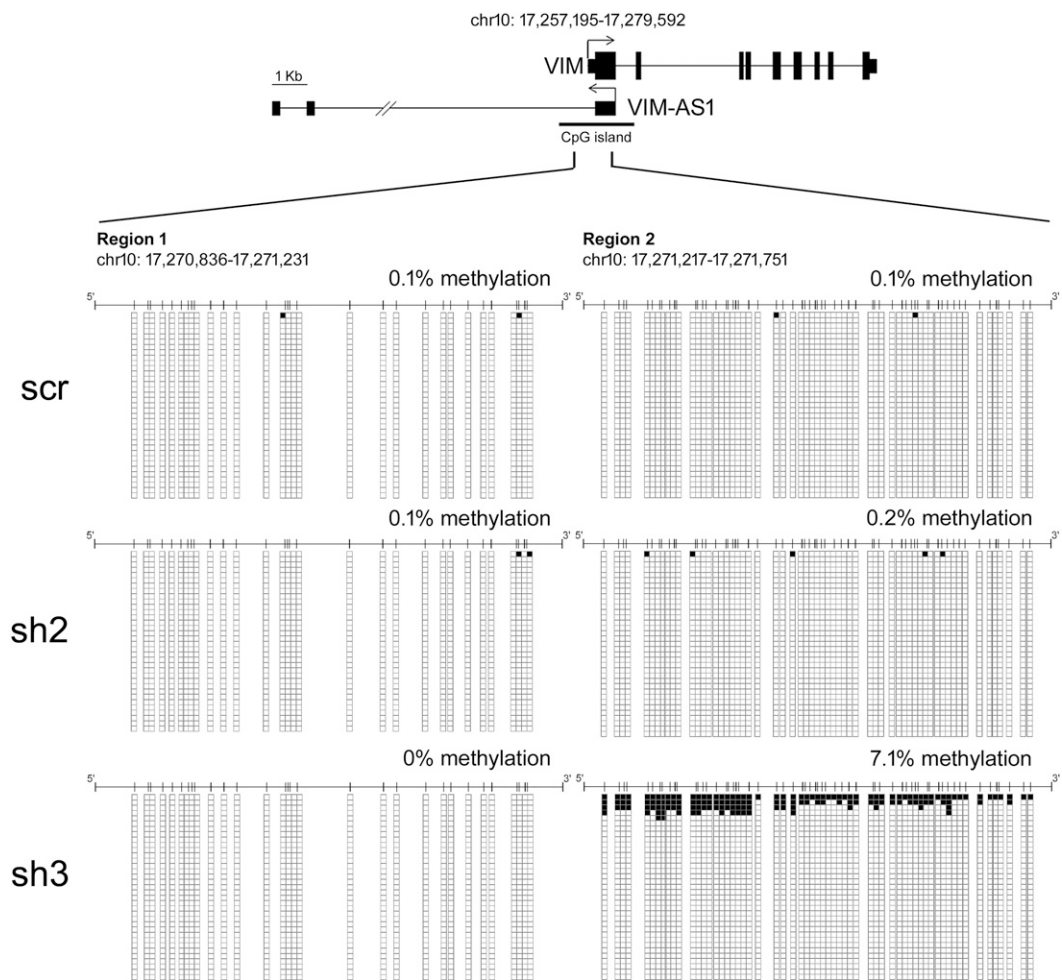 chr10: 17,257,195-17,279,592
VIM
1 Kb
VIM-AS1
CpG island
Region 1
chr10: 17,270,836-17,271,231
Region 2
chr10: 17,271,217-17,271,751
0.1% methylation
0.1% methylation
5'
3'
5'
3'
scr
0.1% methylation
0.2% methylation
5'
3'
5'
3'
sh2
0% methylation
7.1% methylation
5'
3'
5'
3'
sh3